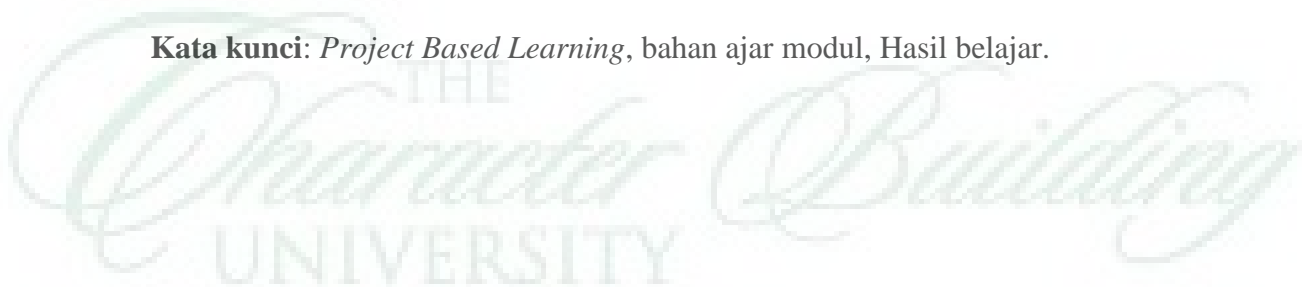 Kata kunci: Project Based Learning, bahan ajar modul, Hasil belajar.
THE
Character Building
UNIVERSITY